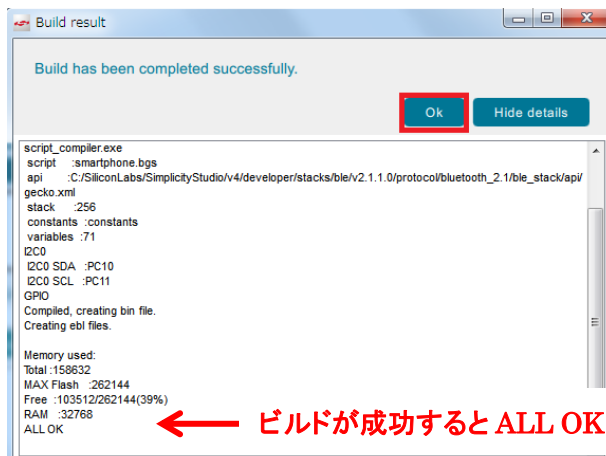 Build result
Build has been completed successfully.
Ok
Hide details
script_compiler.exe
script :smartphone.bgs
api :C:/SiliconLabs/SimplicityStudio/v4/developer/stacks/ble/v2.1.1.0/protocol/bluetooth_2.1/ble_stack/api/
gecko.xml
stack :256
constants :constants
variables :71
I2C0
I2C0 SDA :PC10
I2C0 SCL :PC11
GPIO
Compiled, creating bin file.
Creating ebl files.
Memory used:
Total :158632
MAX Flash :262144
Free :103512/262144(39%)
RAM :32768
ALL OK
ビルドが成功すると ALL OK